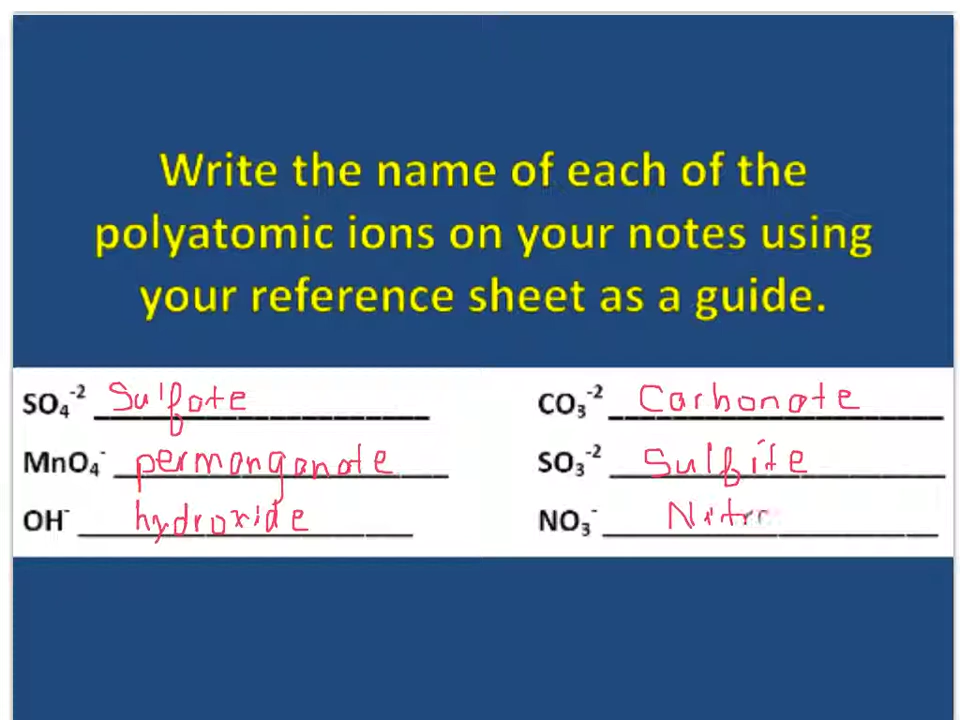 Write the name of each of the
polyatomic ions on your notes using
your reference sheet as a guide.
SO₄⁻² Sulfate CO₃⁻² Carbonate
MnO₄⁻ permanganate SO₃⁻² Sulfite
OH⁻ hydroxide NO₃⁻ Nitr